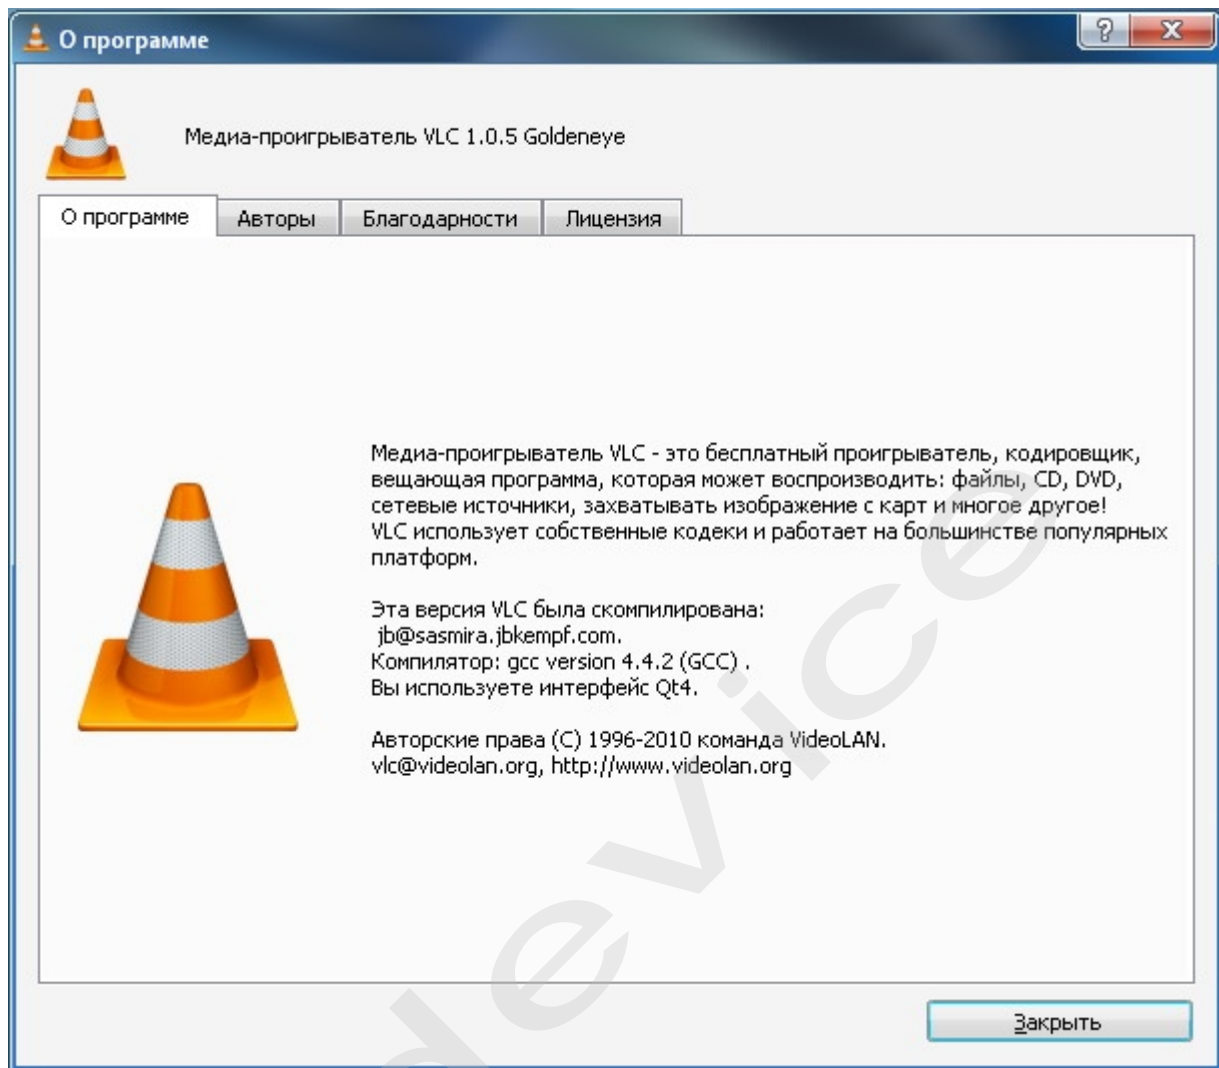 О программе
Медиа-проигрыватель VLC 1.0.5 Goldeneye
О программе Авторы Благодарности Лицензия
Медиа-проигрыватель VLC - это бесплатный проигрыватель, кодировщик,
вещающая программа, которая может воспроизводить: файлы, CD, DVD,
сетевые источники, захватывать изображение с карт и многое другое!
VLC использует собственные кодеки и работает на большинстве популярных
платформ.
Эта версия VLC была скомпилирована:
jb@sasmira.jbkempf.com.
Компилятор: gcc version 4.4.2 (GCC) .
Вы используете интерфейс Qt4.
Авторские права (C) 1996-2010 команда VideoLAN.
vlc@videolan.org, http://www.videolan.org
device
Закрыть